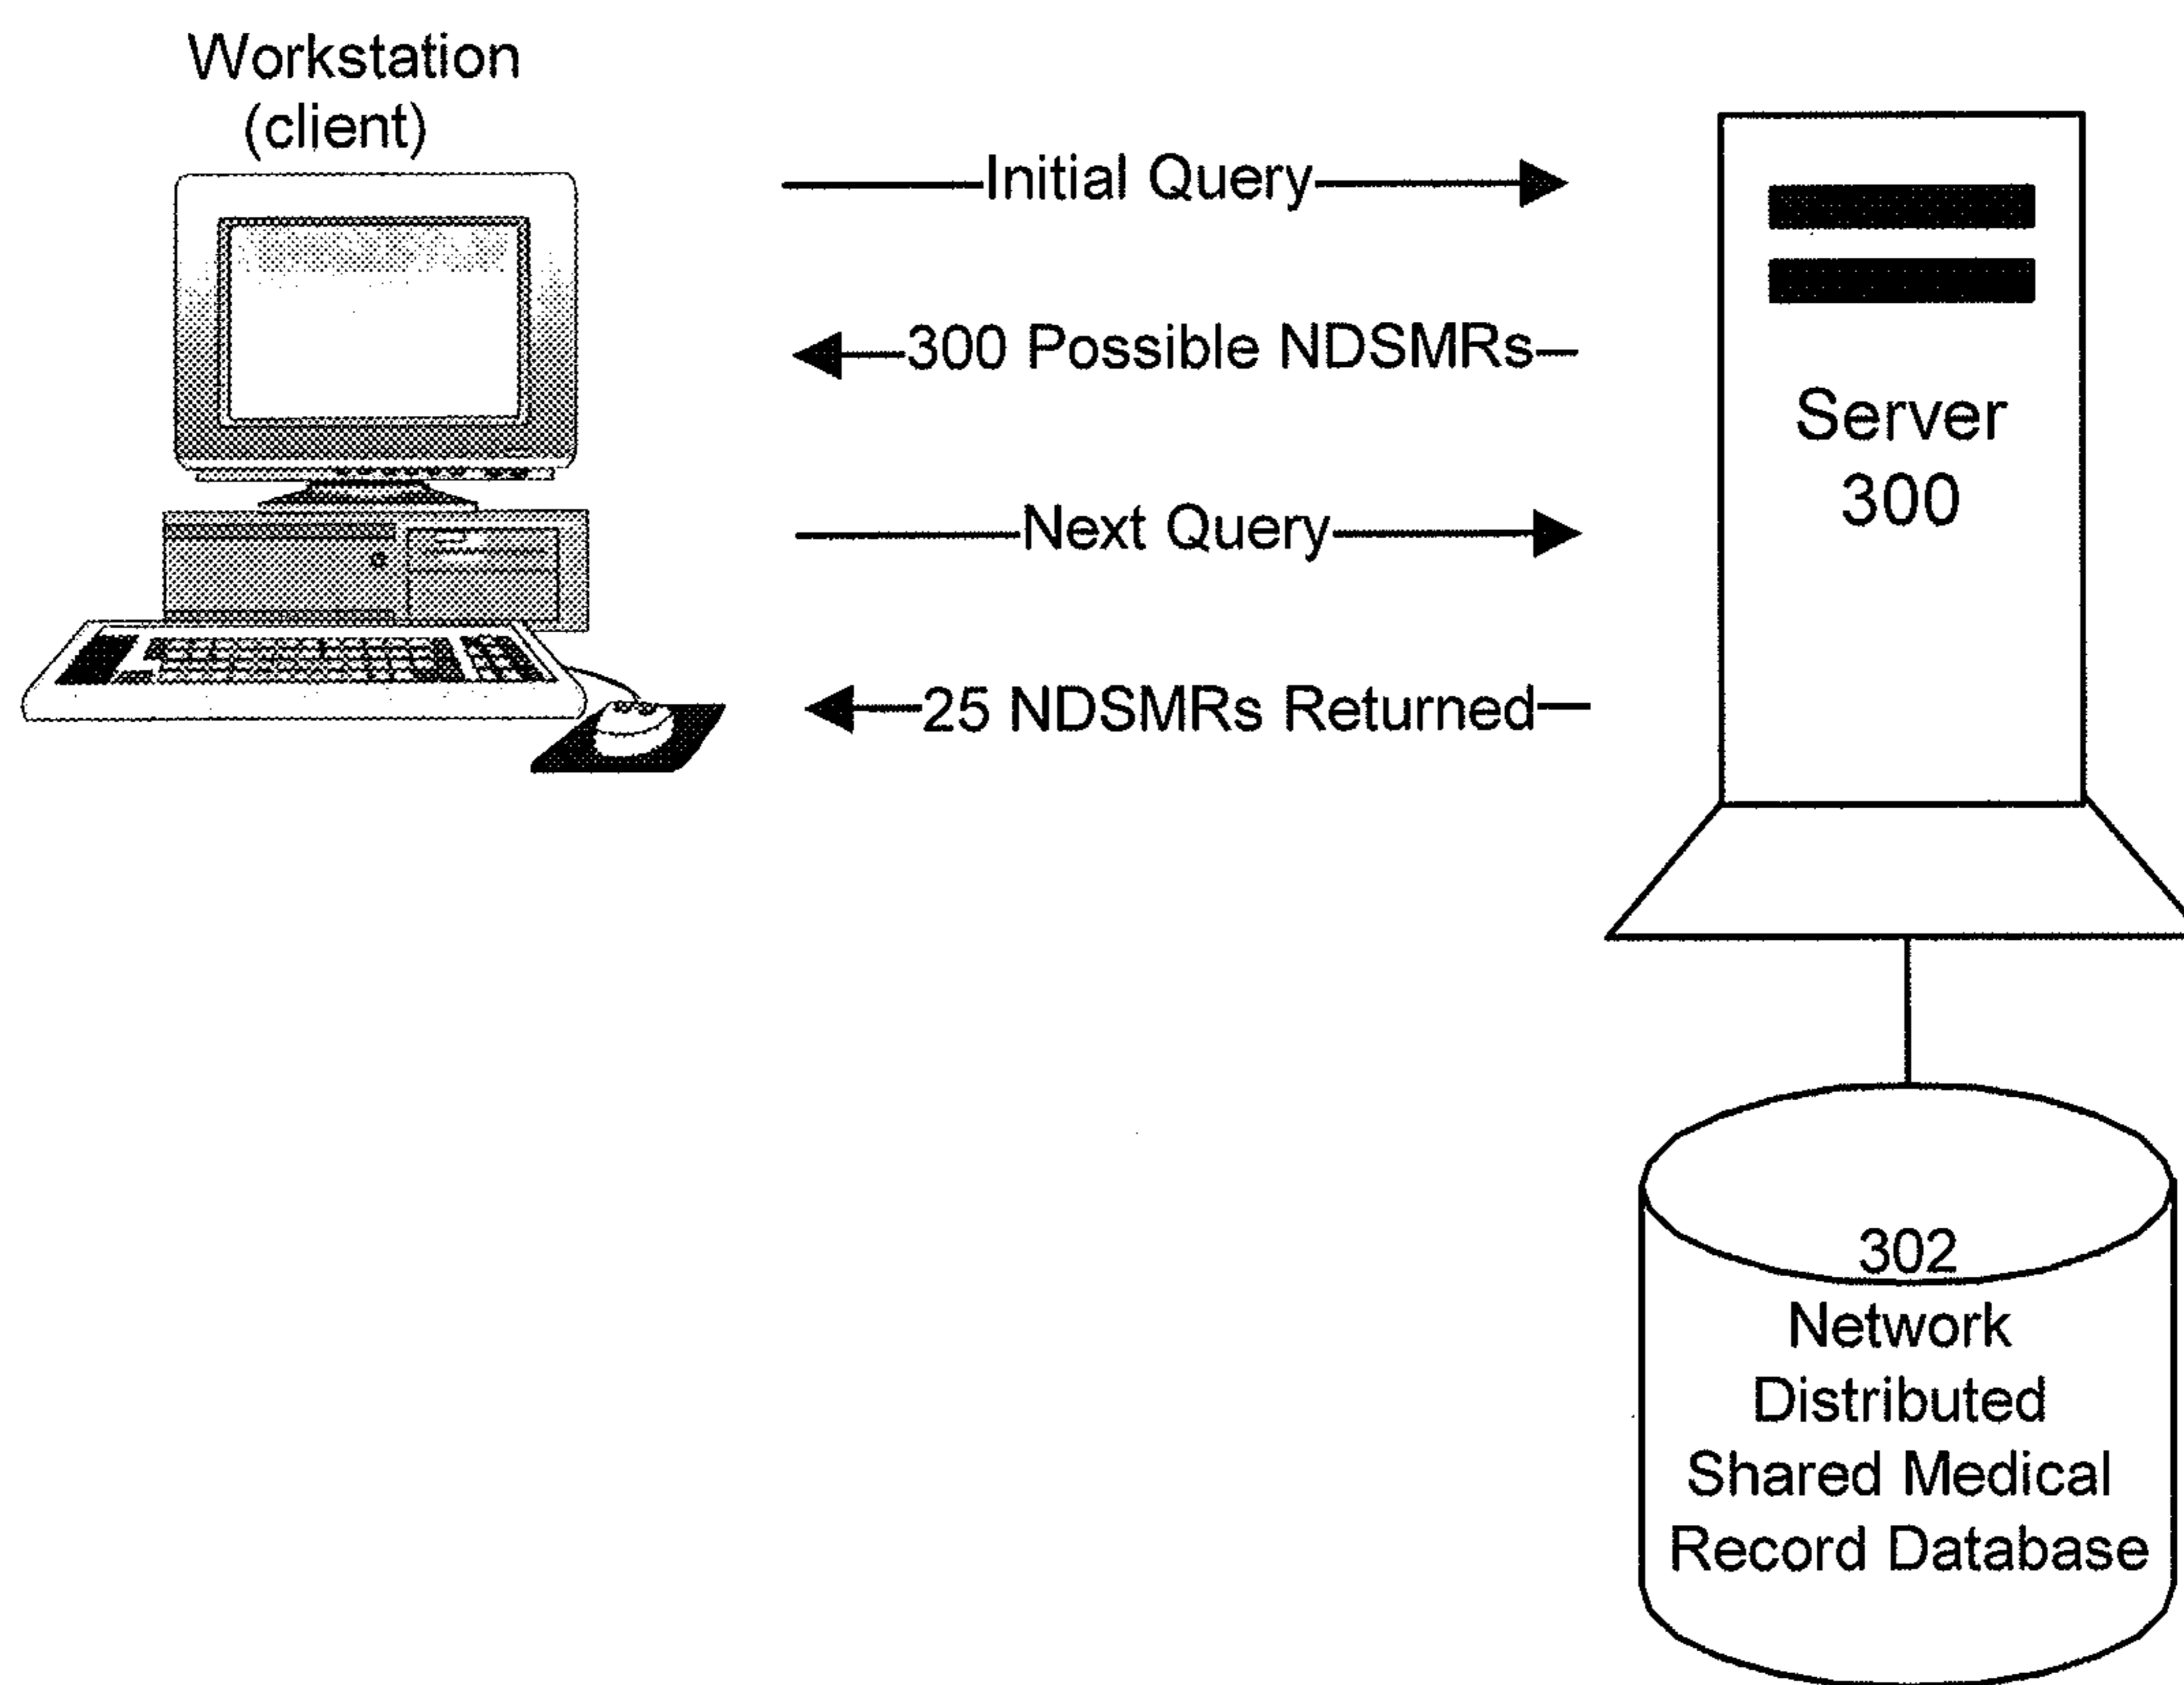 Workstation
(client)
Initial Query
300 Possible NDSMRs
Next Query
25 NDSMRs Returned
Server
300
302
Network
Distributed
Shared Medical
Record Database